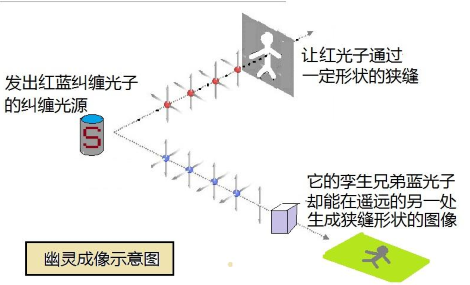 发出红蓝纠缠光子
的纠缠光源
S
让红光子通过
一定形状的狭缝
它的孪生兄弟蓝光子
却能在遥远的另一处
生成狭缝形状的图像
幽灵成像示意图